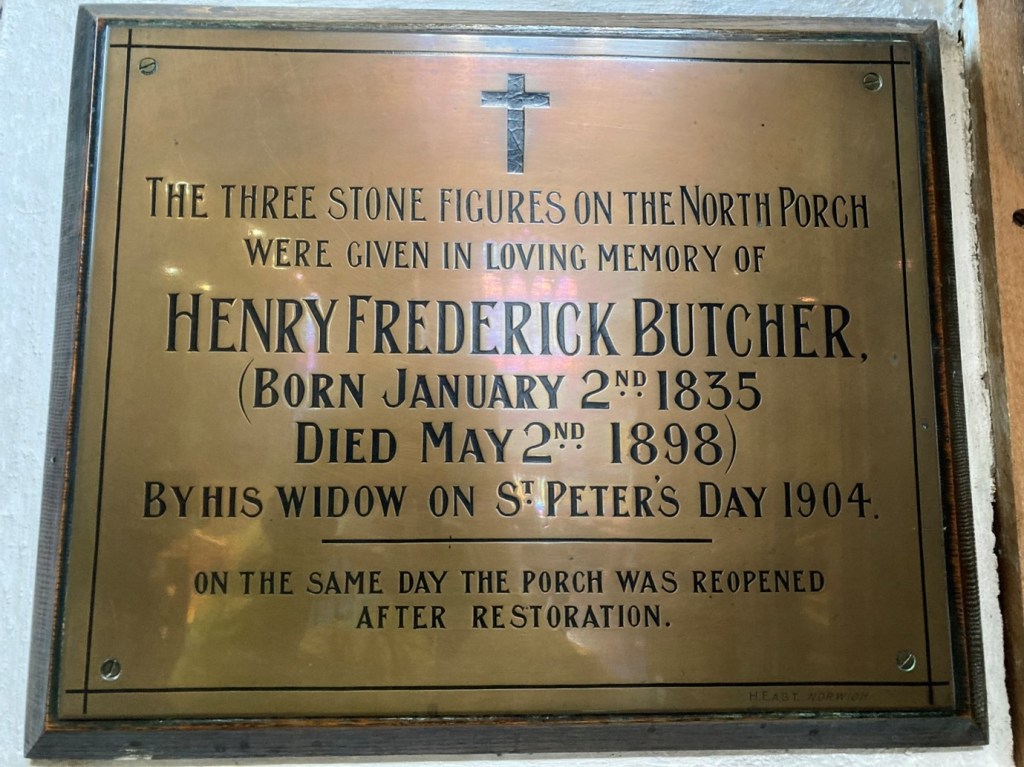 THE THREE STONE FIGURES ON THE NORTH PORCH
WERE GIVEN IN LOVING MEMORY OF
HENRY FREDERICK BUTCHER,
(BORN JANUARY 2ND 1835
DIED MAY 2ND 1898)
BY HIS WIDOW ON ST PETER'S DAY 1904.
ON THE SAME DAY THE PORCH WAS REOPENED
AFTER RESTORATION.
H. EAST.